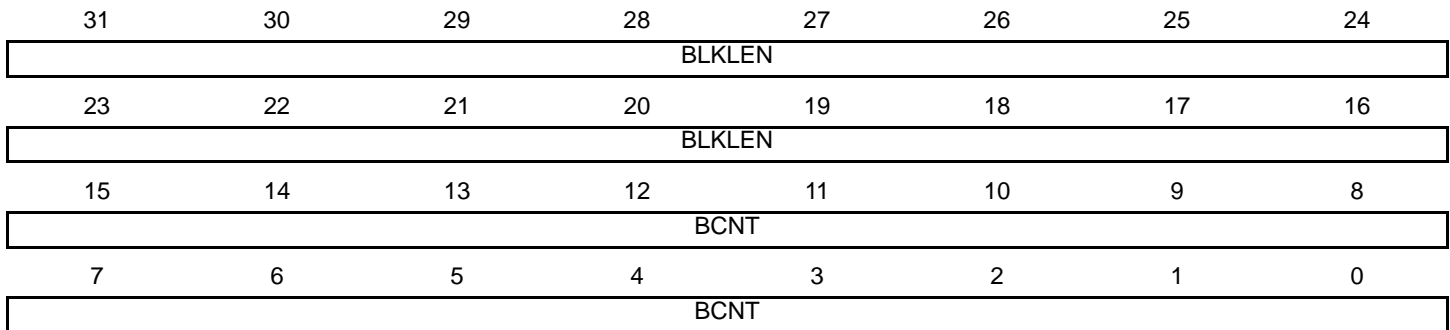 31 30 29 28 27 26 25 24
BLKLEN
23 22 21 20 19 18 17 16
BLKLEN
15 14 13 12 11 10 9 8
BCNT
7 6 5 4 3 2 1 0
BCNT